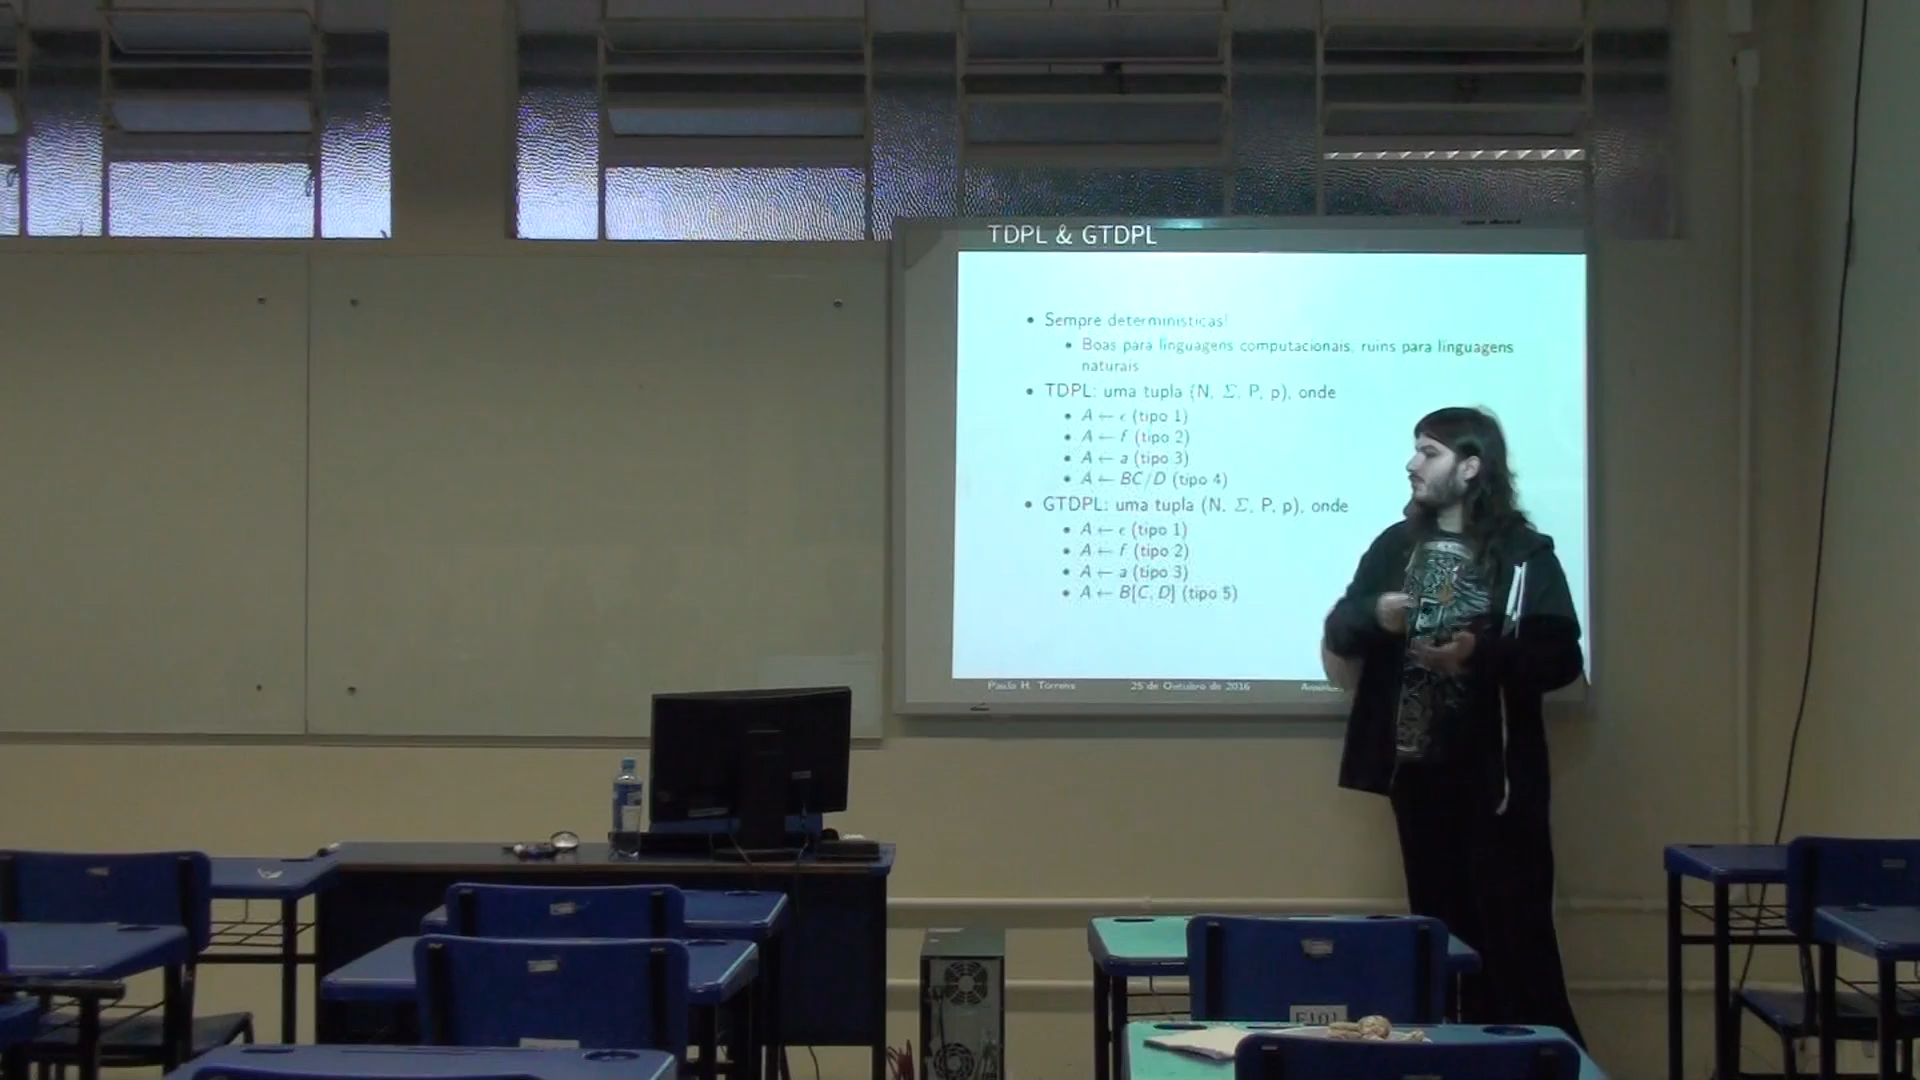 TDPL & GTDPL
• Sempre determinísticas!
• Boas para linguagens computacionais, ruins para linguagens
naturais
• TDPL: uma tupla (N, Σ, P, p), onde
• A ← ϵ (tipo 1)
• A ← f (tipo 2)
• A ← a (tipo 3)
• A ← BC/D (tipo 4)
• GTDPL: uma tupla (N, Σ, P, p), onde
• A ← ϵ (tipo 1)
• A ← f (tipo 2)
• A ← a (tipo 3)
• A ← B[C, D] (tipo 5)
Paulo H. Torrens 25 de Outubro de 2016